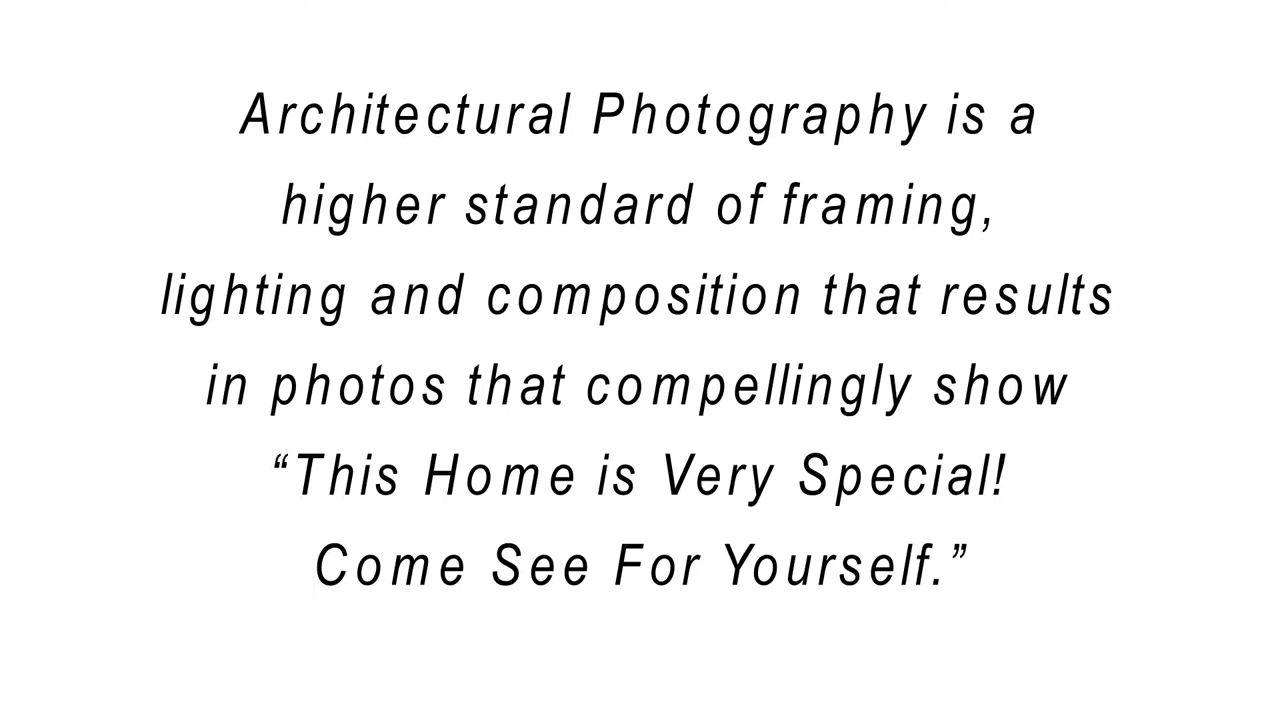 Architectural Photography is a
higher standard of framing,
lighting and composition that results
in photos that compellingly show
“This Home is Very Special!
Come See For Yourself.”